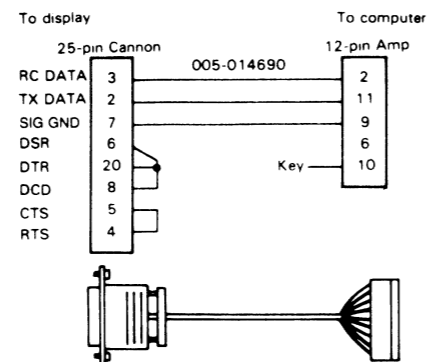 To display To computer
25-pin Cannon 12-pin Amp
005-014690
RC DATA 3 2
TX DATA 2 11
SIG GND 7 9
DSR 6 6
DTR 20 Key 10
DCD 8
CTS 5
RTS 4